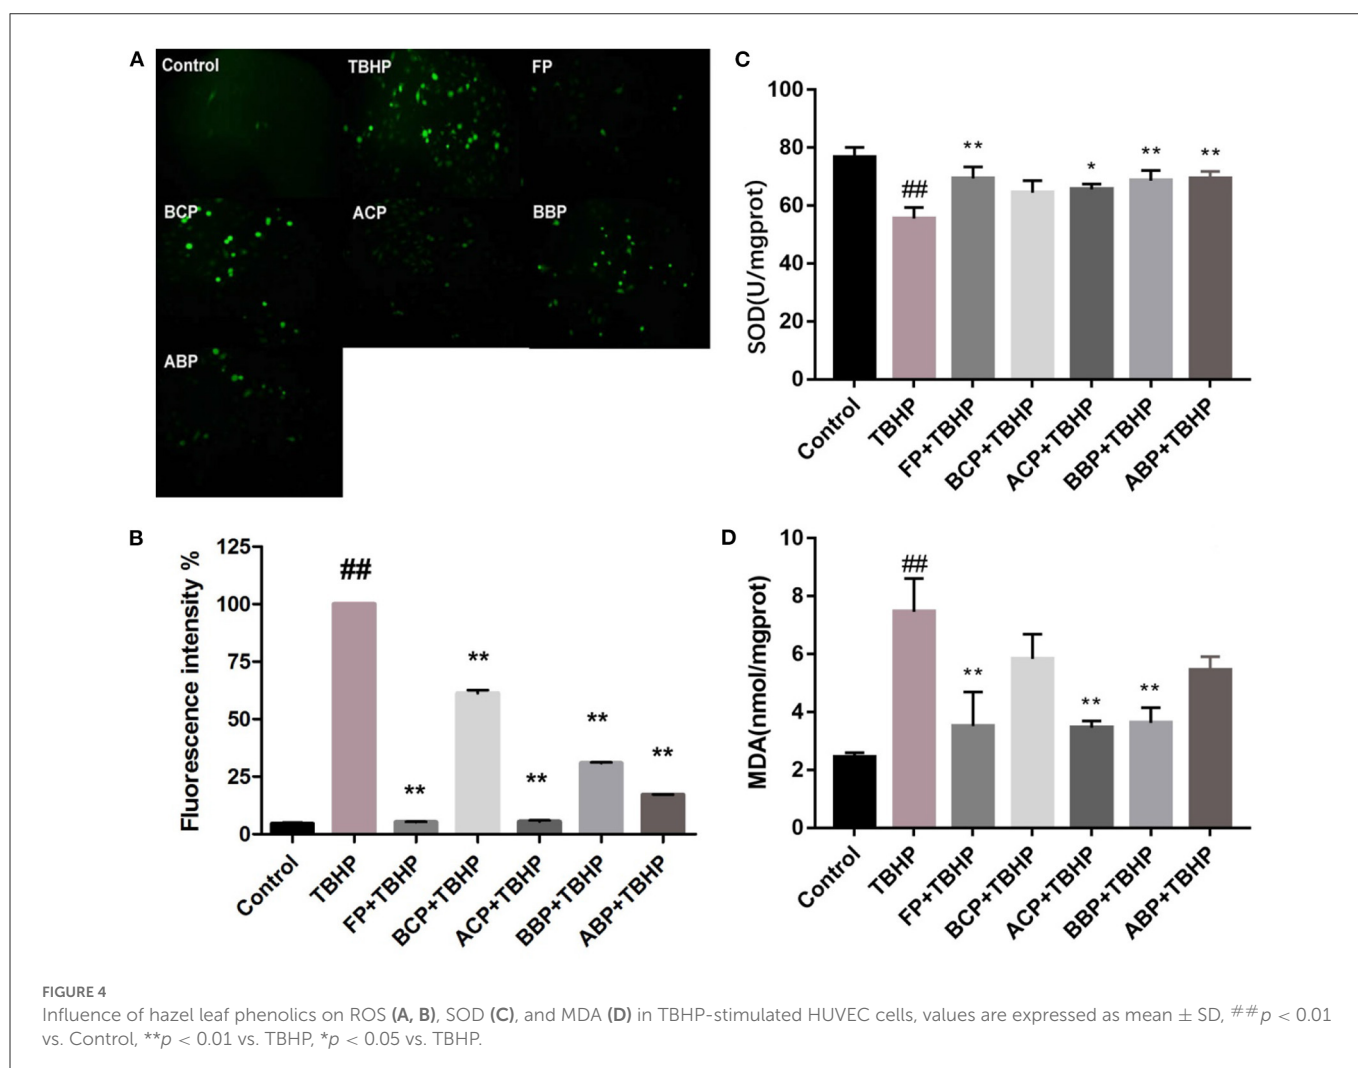 A
Control
TBHP
FP
BCP
ACP
BBP
ABP
B
Fluorescence intensity %
125
100
75
50
25
0
##
**
**
**
**
**
Control
TBHP
FP+TBHP
BCP+TBHP
ACP+TBHP
BBP+TBHP
ABP+TBHP
C
SOD(U/mgprot)
100
80
60
40
20
0
##
**
*
**
**
Control
TBHP
FP+TBHP
BCP+TBHP
ACP+TBHP
BBP+TBHP
ABP+TBHP
D
MDA(nmol/mgprot)
10
8
6
4
2
0
##
**
**
**
Control
TBHP
FP+TBHP
BCP+TBHP
ACP+TBHP
BBP+TBHP
ABP+TBHP
FIGURE 4
Influence of hazel leaf phenolics on ROS (A, B), SOD (C), and MDA (D) in TBHP-stimulated HUVEC cells, values are expressed as mean ± SD, ##p < 0.01
vs. Control, **p < 0.01 vs. TBHP, *p < 0.05 vs. TBHP.